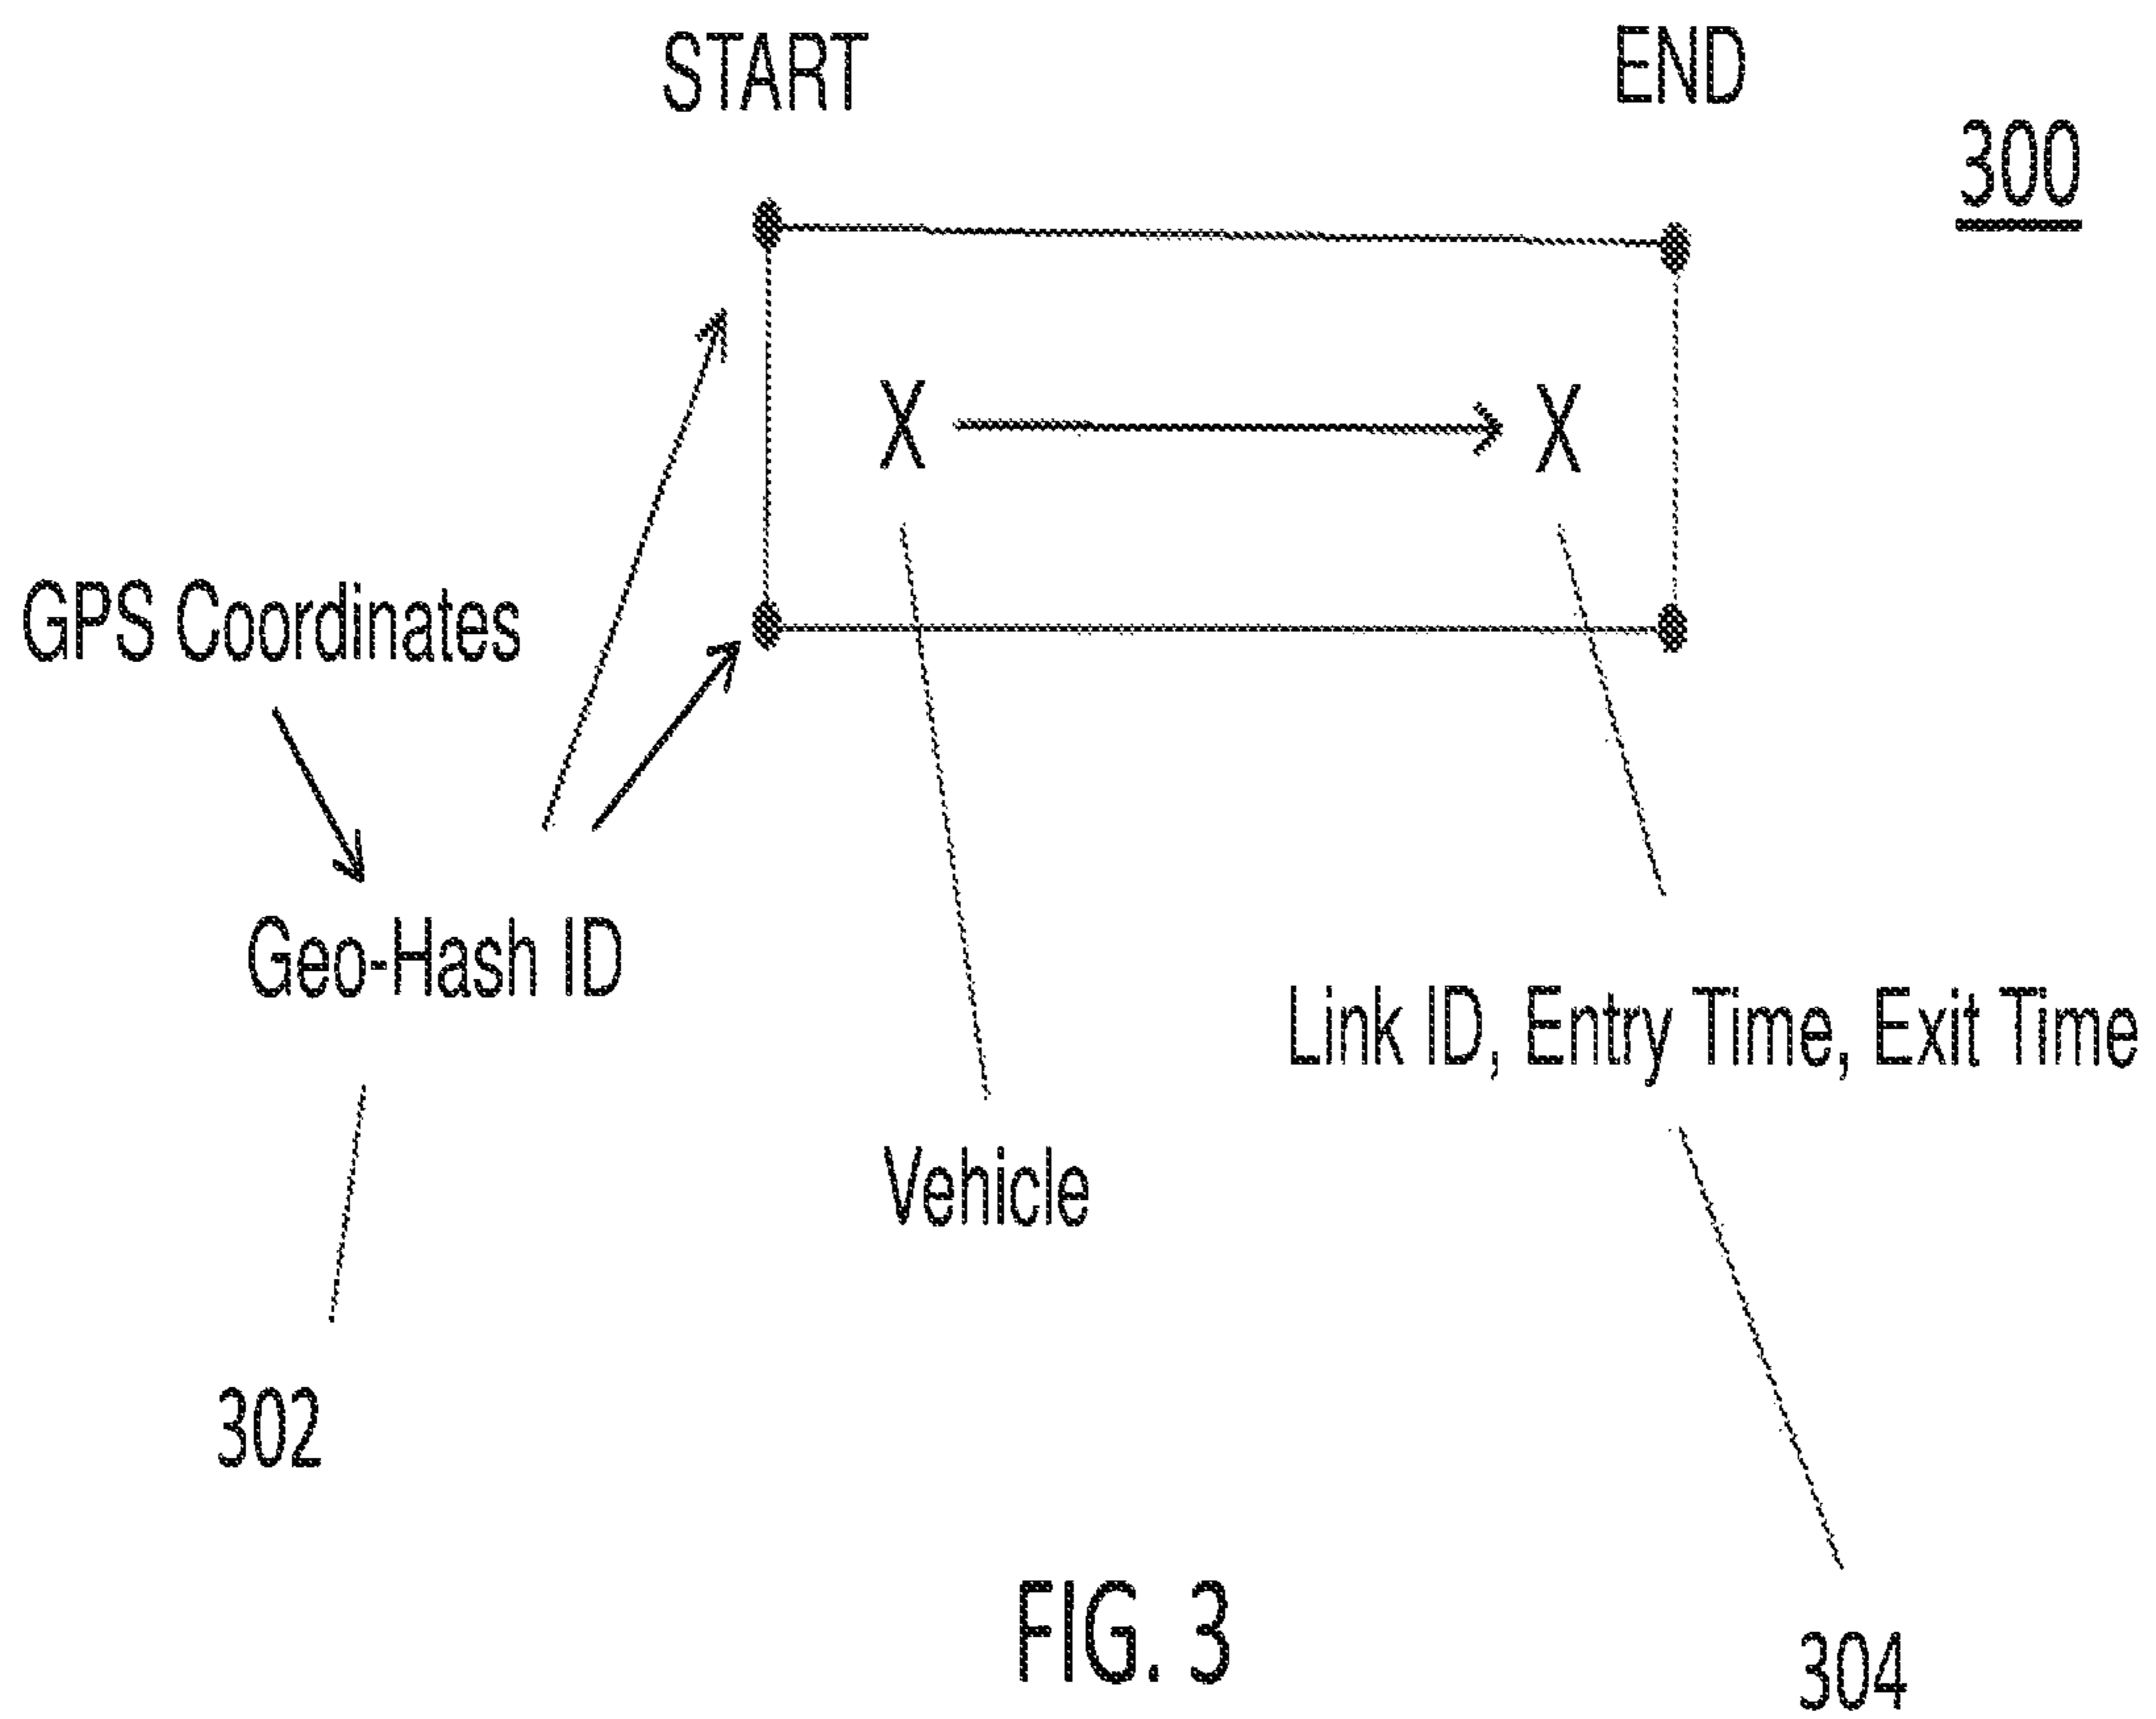 START
END
300
X
X
GPS Coordinates
Geo-Hash ID
Link ID, Entry Time, Exit Time
Vehicle
302
FIG. 3
304